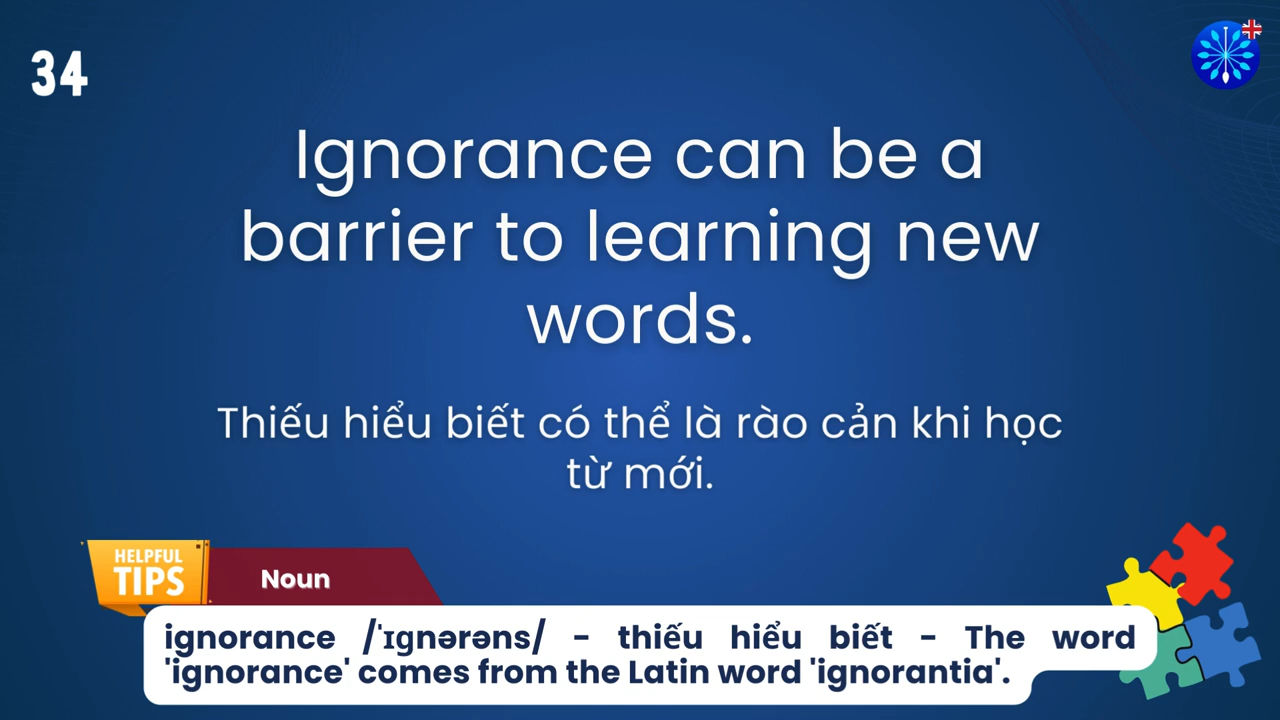 34
Ignorance can be a
barrier to learning new
words.
Thiếu hiểu biết có thể là rào cản khi học
từ mới.
HELPFUL
TIPS
Noun
ignorance /ˈɪgnərəns/ - thiếu hiểu biết - The word
'ignorance' comes from the Latin word 'ignorantia'.